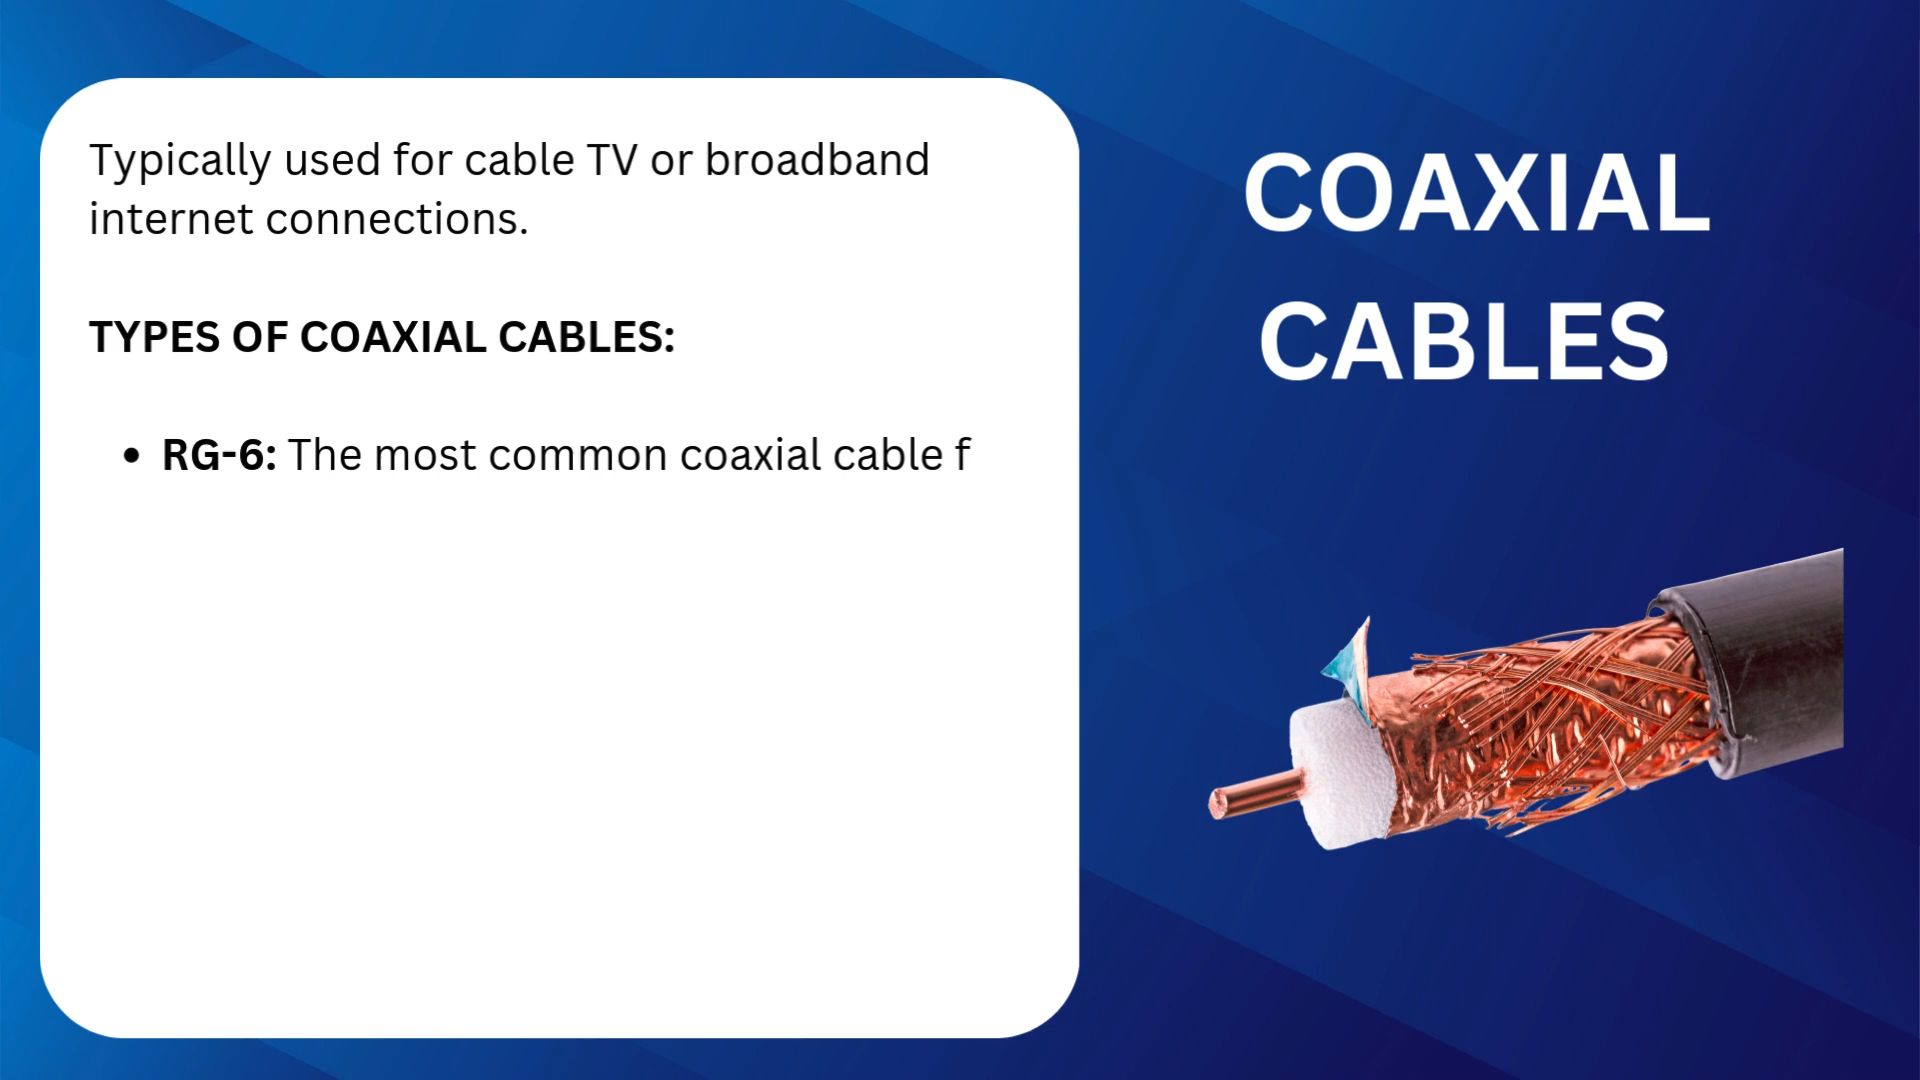 Typically used for cable TV or broadband
internet connections.
TYPES OF COAXIAL CABLES:
• RG-6: The most common coaxial cable f
COAXIAL
CABLES